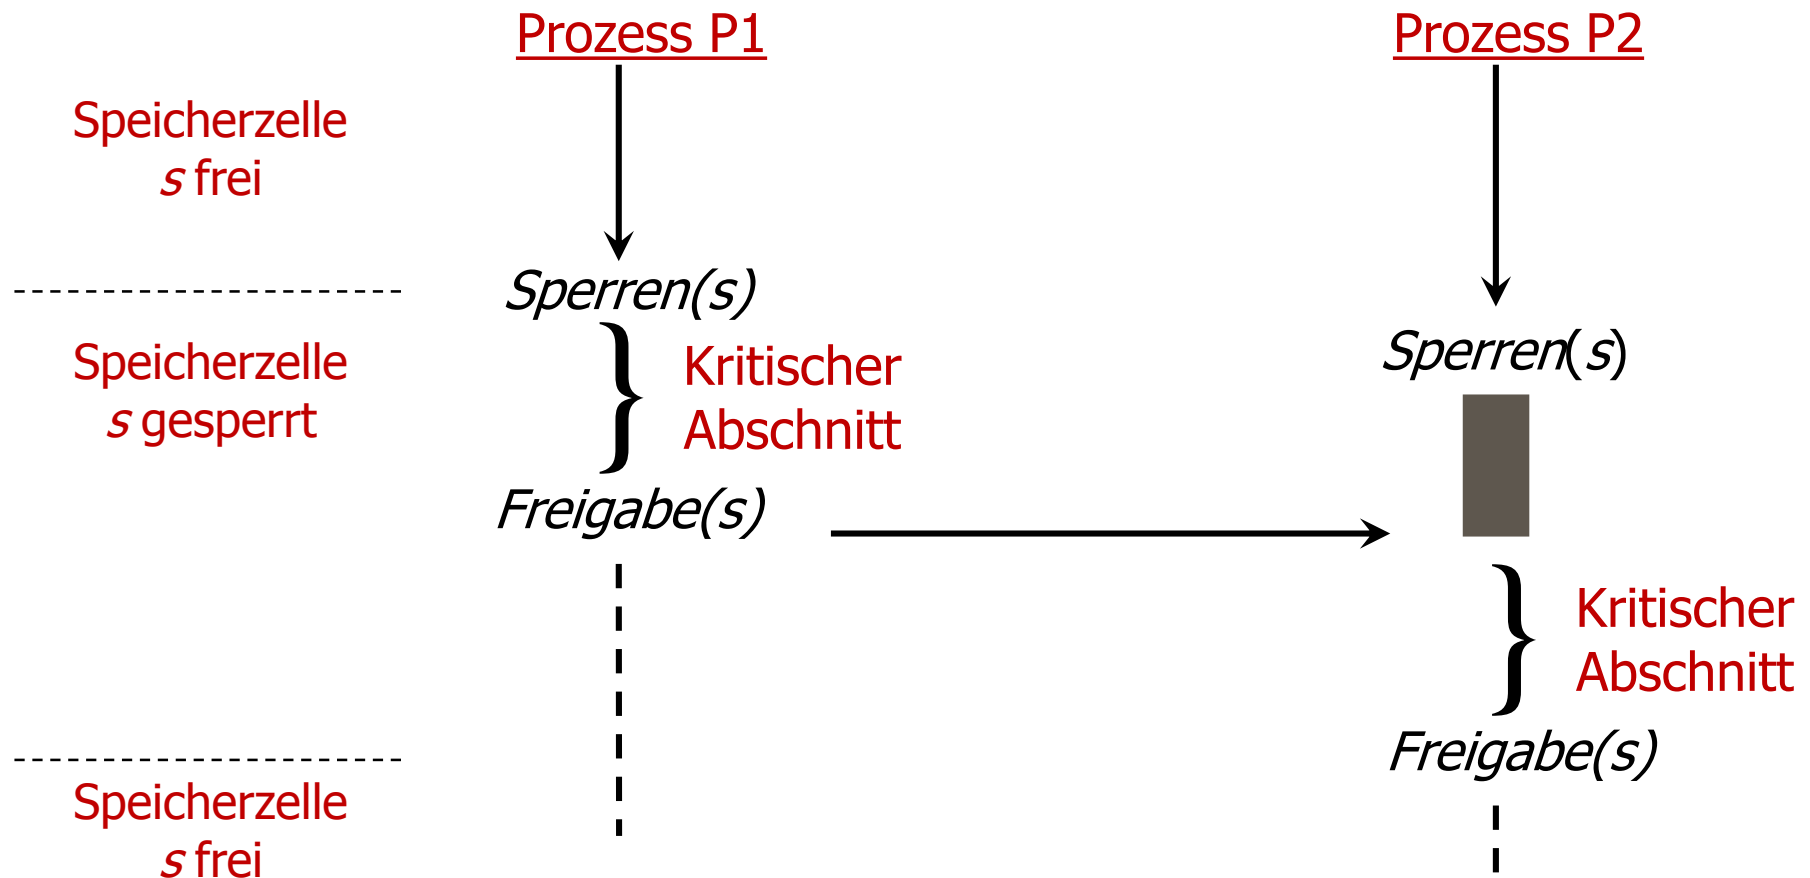 Prozess P1
Prozess P2
Speicherzelle
s frei
Sperren(s)
Sperren(s)
Speicherzelle
s gesperrt
Kritischer
Abschnitt
Freigabe(s)
Kritischer
Abschnitt
Freigabe(s)
Speicherzelle
s frei